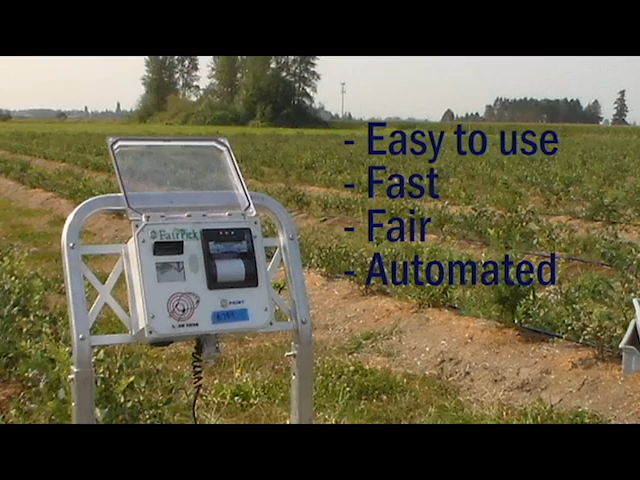 - Easy to use
- Fast
- Fair
- Automated
FairPick
PRINT